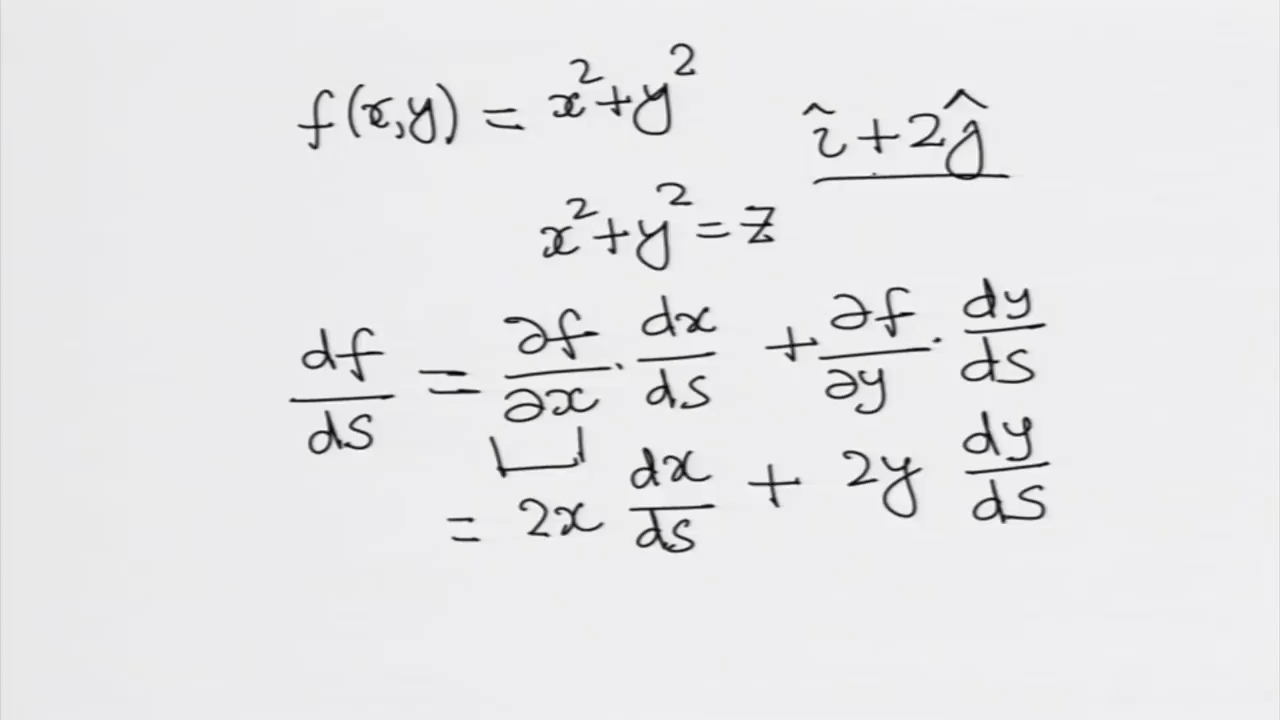 f(x,y) = x²+y²
î+2ĵ
x²+y² = z
df/ds = ∂f/∂x · dx/ds + ∂f/∂y · dy/ds
= 2x dx/ds + 2y dy/ds